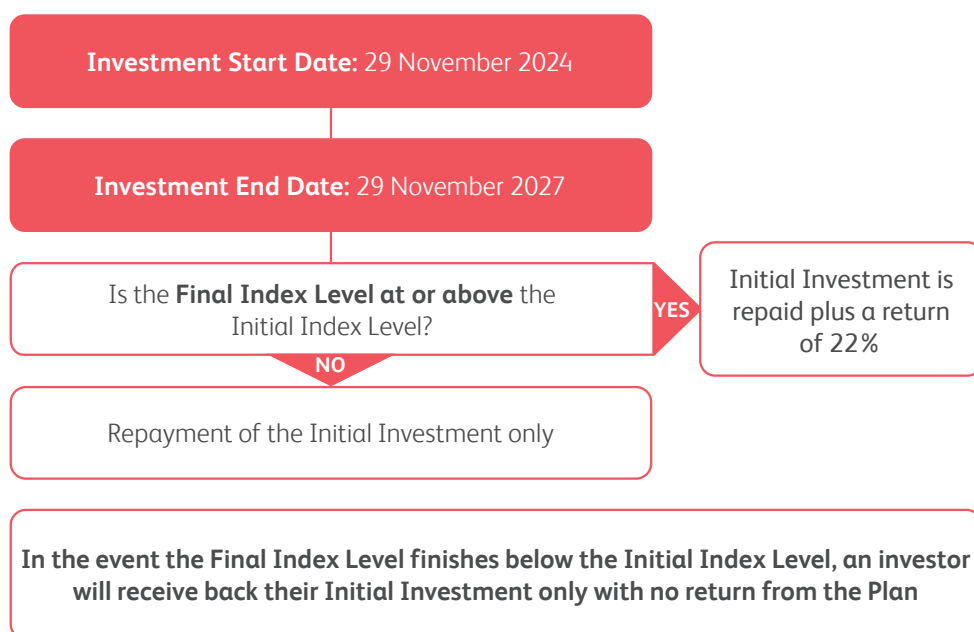 Investment Start Date: 29 November 2024
Investment End Date: 29 November 2027
Is the Final Index Level at or above the
Initial Index Level?
YES
Initial Investment is
repaid plus a return
of 22%
NO
Repayment of the Initial Investment only
In the event the Final Index Level finishes below the Initial Index Level, an investor
will receive back their Initial Investment only with no return from the Plan